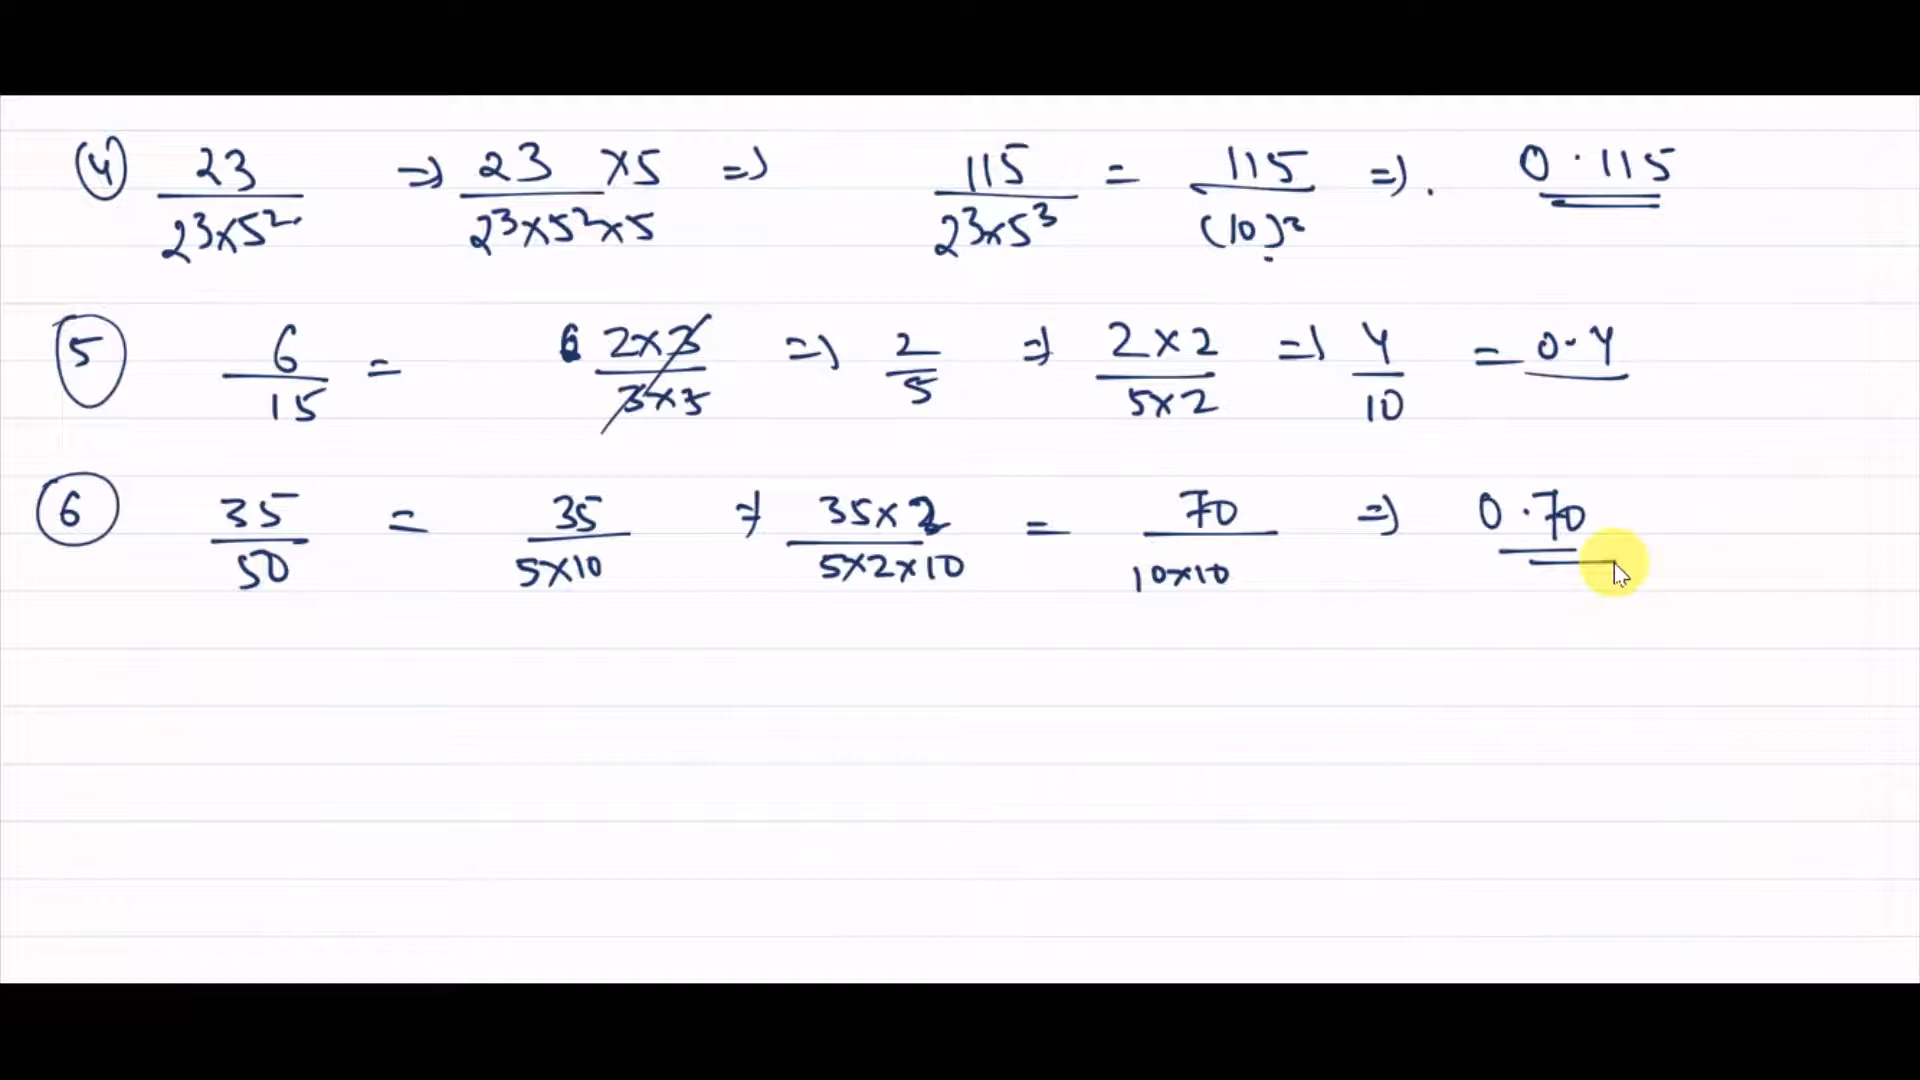 ④ 23/2³×5² => 23 ×5/2³×5²×5 => 115/2³×5³ = 115/(10)³ =>. 0.115
⑤ 6/15 = 6 2×3/3×5 => 2/5 => 2×2/5×2 => 4/10 = 0.4
⑥ 35/50 = 35/5×10 => 35×2/5×2×10 = 70/10×10 => 0.70